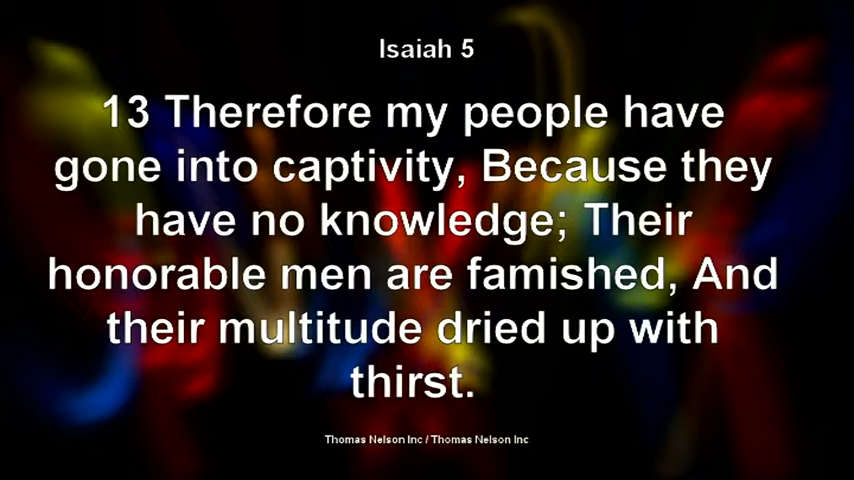 Isaiah 5
13 Therefore my people have
gone into captivity, Because they
have no knowledge; Their
honorable men are famished, And
their multitude dried up with
thirst.
Thomas Nelson Inc / Thomas Nelson Inc